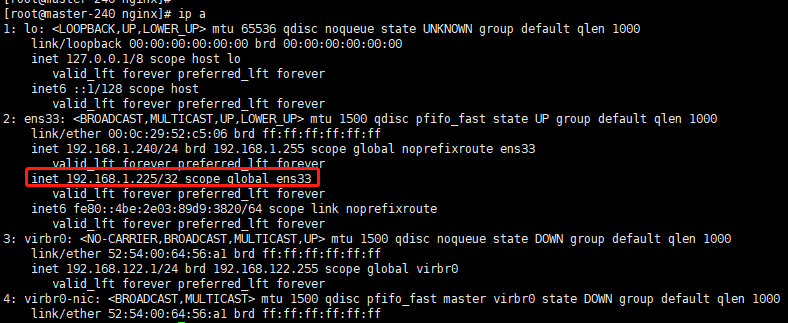 [root@master-240 nginx]#
[root@master-240 nginx]# ip a
1: lo: <LOOPBACK,UP,LOWER_UP> mtu 65536 qdisc noqueue state UNKNOWN group default qlen 1000
    link/loopback 00:00:00:00:00:00 brd 00:00:00:00:00:00
    inet 127.0.0.1/8 scope host lo
       valid_lft forever preferred_lft forever
    inet6 ::1/128 scope host
       valid_lft forever preferred_lft forever
2: ens33: <BROADCAST,MULTICAST,UP,LOWER_UP> mtu 1500 qdisc pfifo_fast state UP group default qlen 1000
    link/ether 00:0c:29:52:c5:06 brd ff:ff:ff:ff:ff:ff
    inet 192.168.1.240/24 brd 192.168.1.255 scope global noprefixroute ens33
       valid_lft forever preferred_lft forever
    inet 192.168.1.225/32 scope global ens33
       valid_lft forever preferred_lft forever
    inet6 fe80::4be:2e03:89d9:3820/64 scope link noprefixroute
       valid_lft forever preferred_lft forever
3: virbr0: <NO-CARRIER,BROADCAST,MULTICAST,UP> mtu 1500 qdisc noqueue state DOWN group default qlen 1000
    link/ether 52:54:00:64:56:a1 brd ff:ff:ff:ff:ff:ff
    inet 192.168.122.1/24 brd 192.168.122.255 scope global virbr0
       valid_lft forever preferred_lft forever
4: virbr0-nic: <BROADCAST,MULTICAST> mtu 1500 qdisc pfifo_fast master virbr0 state DOWN group default qlen 1000
    link/ether 52:54:00:64:56:a1 brd ff:ff:ff:ff:ff:ff